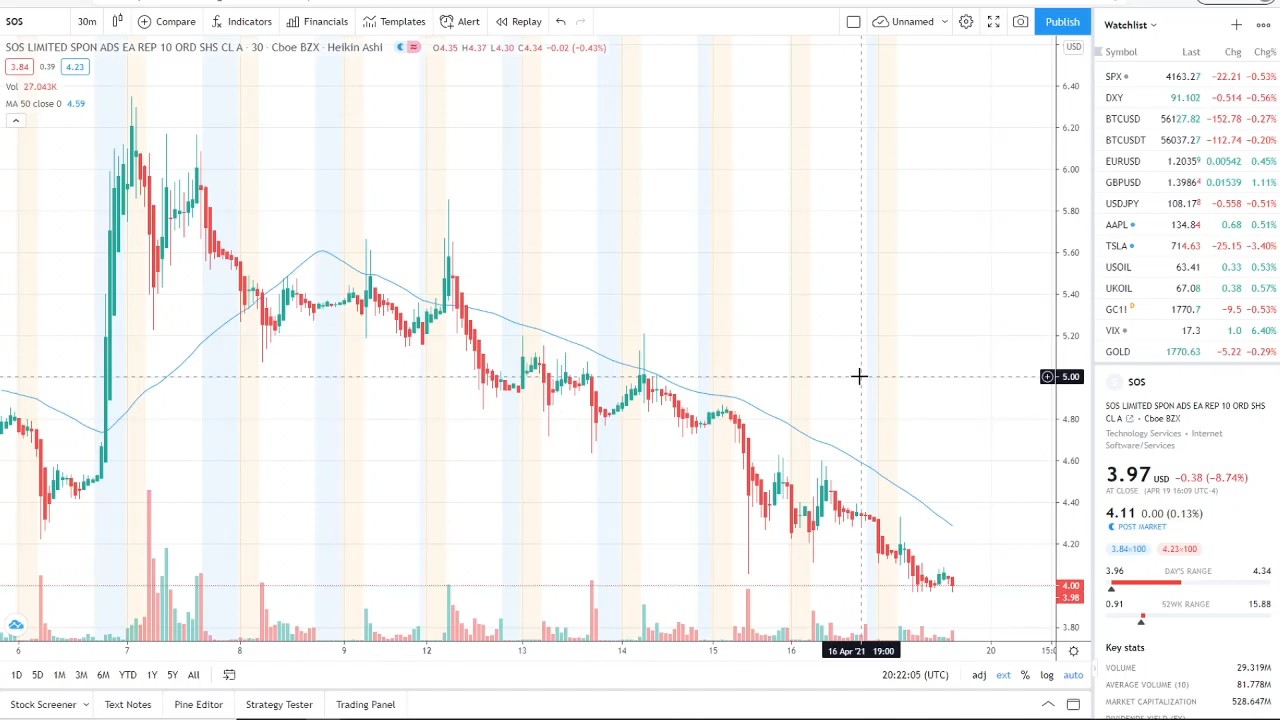 SOS 30m Compare Indicators Financials Templates Alert Replay Unnamed Publish
SOS LIMITED SPON ADS EA REP 10 ORD SHS CL A · 30 · Cboe BZX · Heikin Ashi O4.35 H4.37 L4.30 C4.34 −0.02 (−0.43%)
3.84 0.39 4.23
Vol 27.043K
MA 50 close 0 4.59
USD
6.40
6.20
6.00
5.80
5.60
5.40
5.20
5.00
4.80
4.60
4.40
4.20
4.00
3.98
3.80
6 7 8 9 12 13 14 15 16 16 Apr '21 19:00 20 15:0
1D 5D 1M 3M 6M YTD 1Y 5Y All 20:22:05 (UTC) adj ext % log auto
Stock Screener Text Notes Pine Editor Strategy Tester Trading Panel
Watchlist
Symbol Last Chg Chg%
SPX 4163.27 −22.21 −0.53%
DXY 91.102 −0.514 −0.56%
BTCUSD 56127.82 −152.78 −0.27%
BTCUSDT 56037.27 −112.74 −0.20%
EURUSD 1.20359 0.00542 0.45%
GBPUSD 1.39864 0.01539 1.11%
USDJPY 108.178 −0.558 −0.51%
AAPL 134.84 0.68 0.51%
TSLA 714.63 −25.15 −3.40%
USOIL 63.41 0.33 0.53%
UKOIL 67.08 0.38 0.57%
GC1! D 1770.7 −9.5 −0.53%
VIX 17.3 1.0 6.40%
GOLD 1770.63 −5.22 −0.29%
SOS
SOS LIMITED SPON ADS EA REP 10 ORD SHS
CL A • Cboe BZX
Technology Services • Internet
Software/Services
3.97 USD −0.38 (−8.74%)
AT CLOSE (APR 19 16:09 UTC-4)
4.11 0.00 (0.13%)
POST MARKET
3.84×100 4.23×100
3.96 DAY'S RANGE 4.34
0.91 52WK RANGE 15.88
Key stats
VOLUME 29.319M
AVERAGE VOLUME (10) 81.778M
MARKET CAPITALIZATION 528.647M